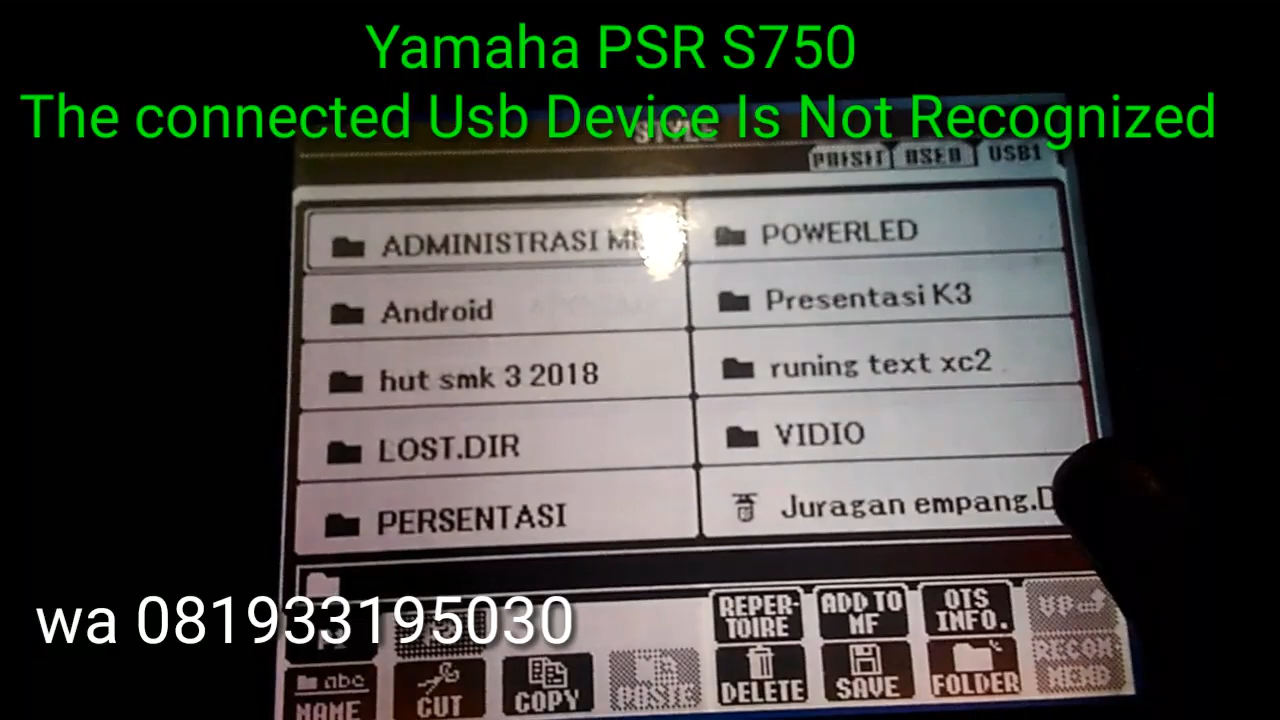 Yamaha PSR S750
The connected Usb Device Is Not Recognized
STYLE
PRESET USER USB1
ADMINISTRASI
POWERLED
Android
Presentasi K3
hut smk 3 2018
runing text xc2
LOST.DIR
VIDIO
PERSENTASI
Juragan empang.D
wa 081933195030
REPER-
TOIRE
ADD TO
MF
OTS
INFO.
UP
RECOM
MEND
abc
NAME
CUT
COPY
PASTE
DELETE
SAVE
FOLDER